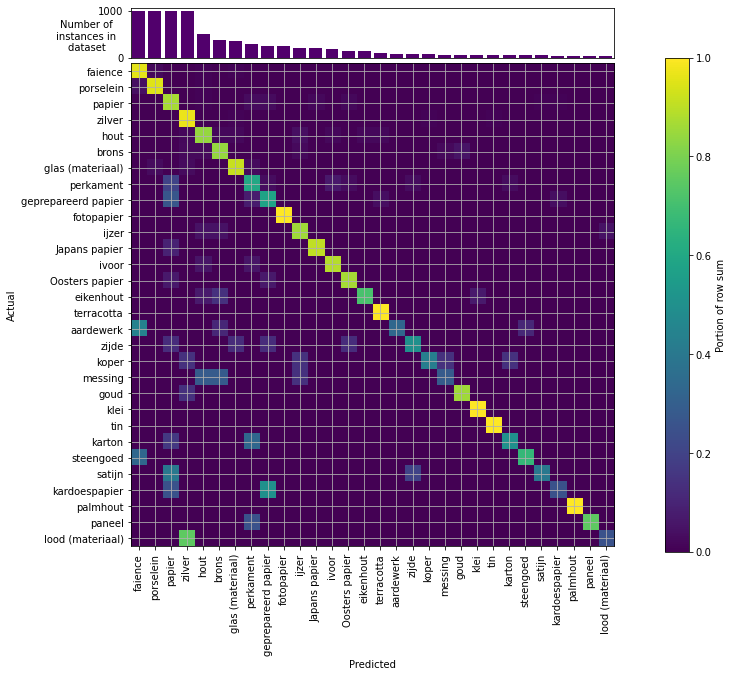 Number of
instances in
dataset
1000
0
faience
porselein
papier
zilver
hout
brons
glas (materiaal)
perkament
geprepareerd papier
fotopapier
ijzer
Japans papier
ivoor
Oosters papier
eikenhout
terracotta
aardewerk
zijde
koper
messing
goud
klei
tin
karton
steengoed
satijn
kardoespapier
palmhout
paneel
lood (materiaal)
Actual
faience
porselein
papier
zilver
hout
brons
glas (materiaal)
perkament
geprepareerd papier
fotopapier
ijzer
Japans papier
ivoor
Oosters papier
eikenhout
terracotta
aardewerk
zijde
koper
messing
goud
klei
tin
karton
steengoed
satijn
kardoespapier
palmhout
paneel
lood (materiaal)
Predicted
1.0
0.8
0.6
0.4
0.2
0.0
Portion of row sum